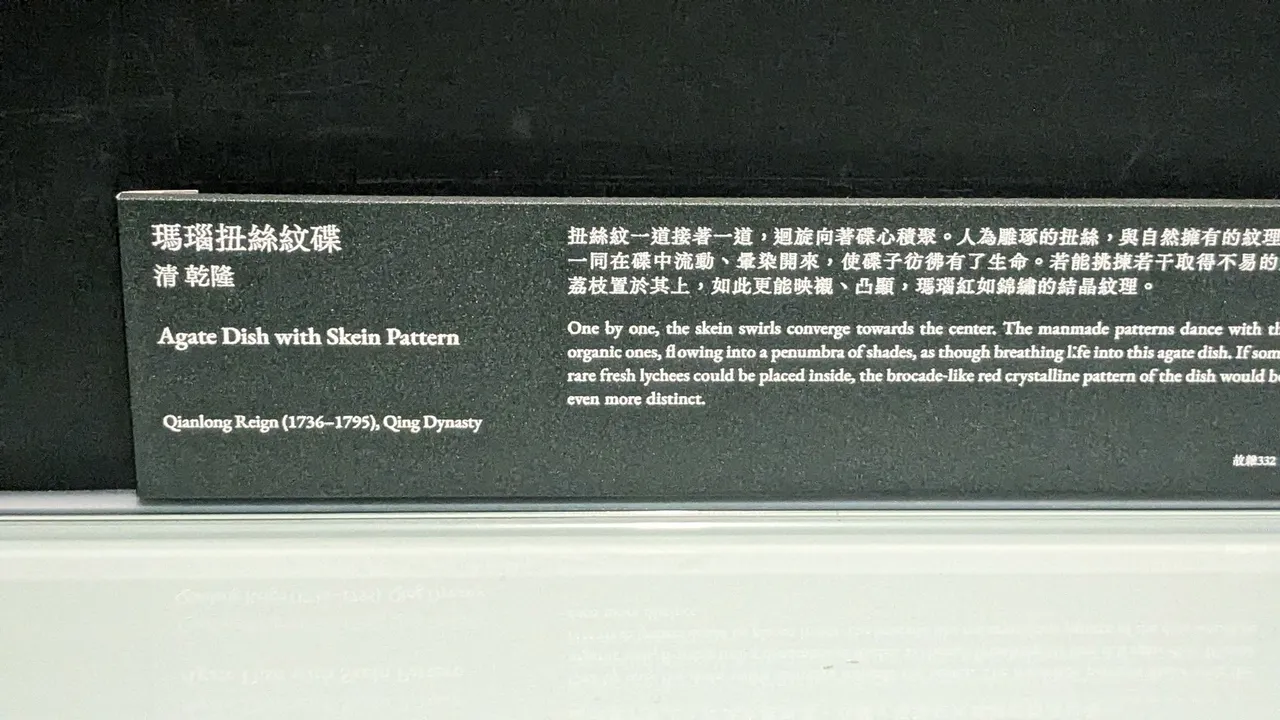 瑪瑙扭絲紋碟
清 乾隆
Agate Dish with Skein Pattern
Qianlong Reign (1736–1795), Qing Dynasty
扭絲紋一道接著一道，迴旋向著碟心積聚。人為雕琢的扭絲，與自然擁有的紋理
一同在碟中流動、暈染開來，使碟子彷彿有了生命。若能挑揀若干取得不易的
荔枝置於其上，如此更能映襯、凸顯，瑪瑙紅如錦繡的結晶紋理。
One by one, the skein swirls converge towards the center. The manmade patterns dance with
organic ones, flowing into a penumbra of shades, as though breathing life into this agate dish. If
rare fresh lychees could be placed inside, the brocade-like red crystalline pattern of the dish would
even more distinct.
故雜332